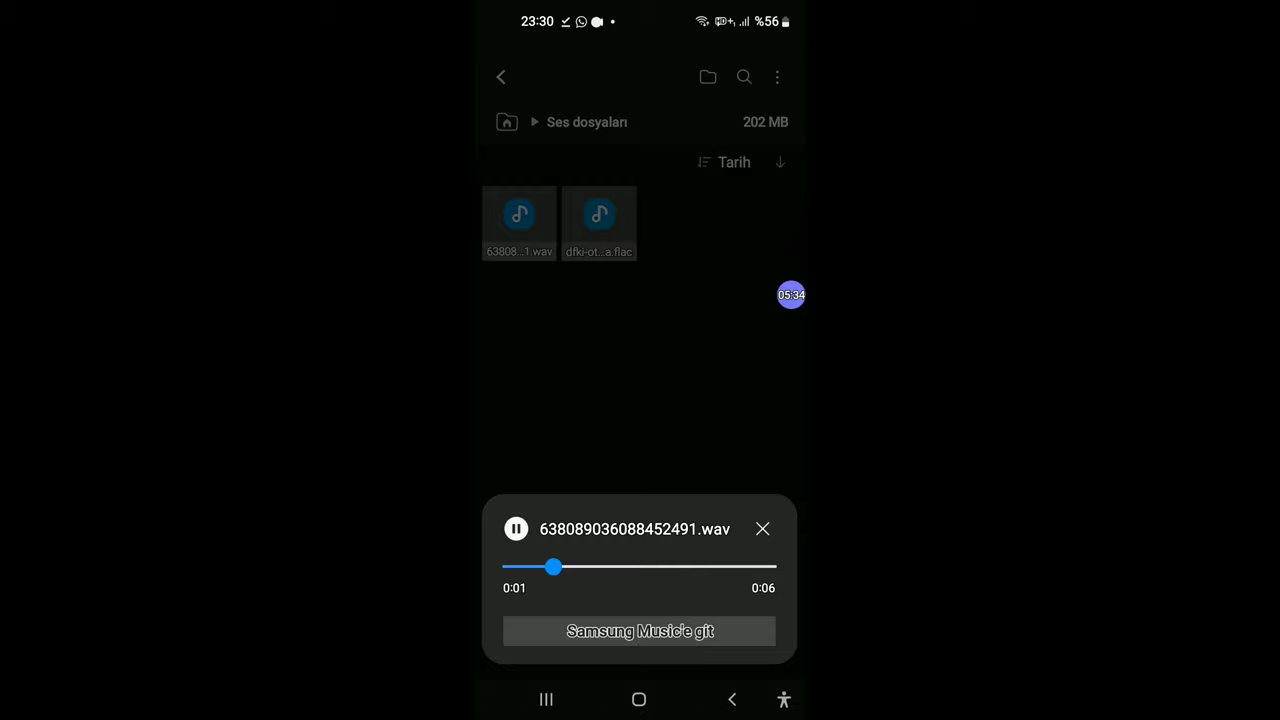 23:30
%56
Ses dosyaları
202 MB
Tarih
63808...1.wav
dfki-ot...a.flac
05:34
638089036088452491.wav
0:01
0:06
Samsung Music'e git